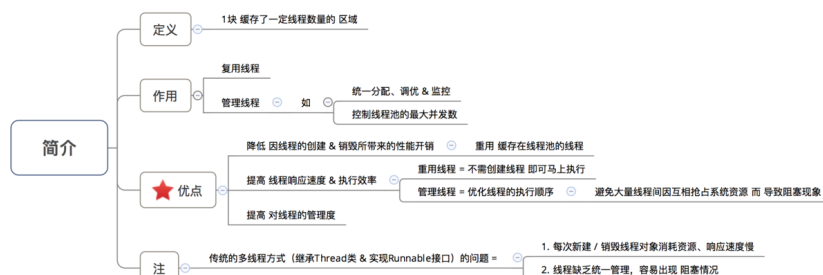 简介
定义
1块 缓存了一定线程数量的 区域
作用
复用线程
管理线程
如
统一分配、调优 & 监控
控制线程池的最大并发数
优点
降低 因线程的创建 & 销毁所带来的性能开销
重用 缓存在线程池的线程
提高 线程响应速度 & 执行效率
重用线程 = 不需创建线程 即可马上执行
管理线程 = 优化线程的执行顺序
避免大量线程间因互相抢占系统资源 而 导致阻塞现象
提高 对线程的管理度
注
传统的多线程方式（继承Thread类 & 实现Runnable接口）的问题 =
1. 每次新建 / 销毁线程对象消耗资源、响应速度慢
2. 线程缺乏统一管理，容易出现 阻塞情况